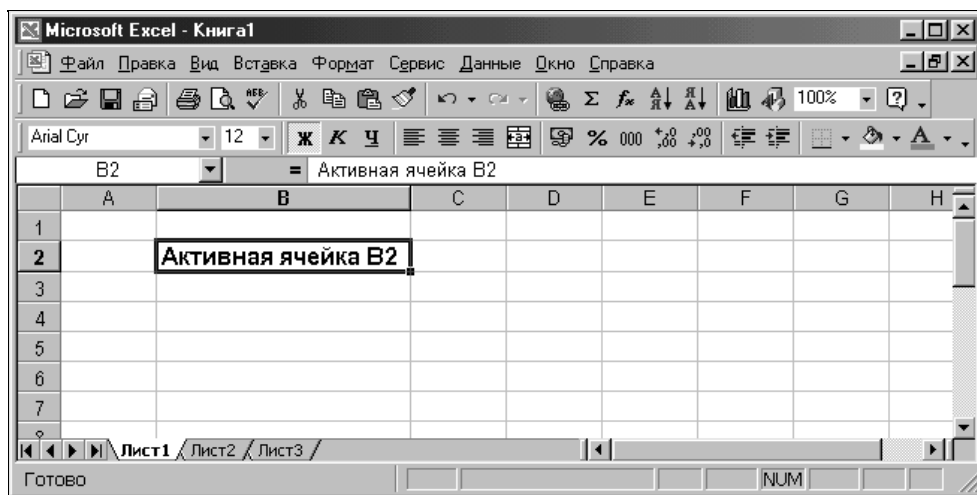 Microsoft Excel - Книга1
Файл Правка Вид Вставка Формат Сервис Данные Окно Справка
100%
Arial Cyr 12 Ж К Ч % 000
B2 = Активная ячейка B2
A B C D E F G H
1
2 Активная ячейка B2
3
4
5
6
7
Лист1 Лист2 Лист3
Готово NUM